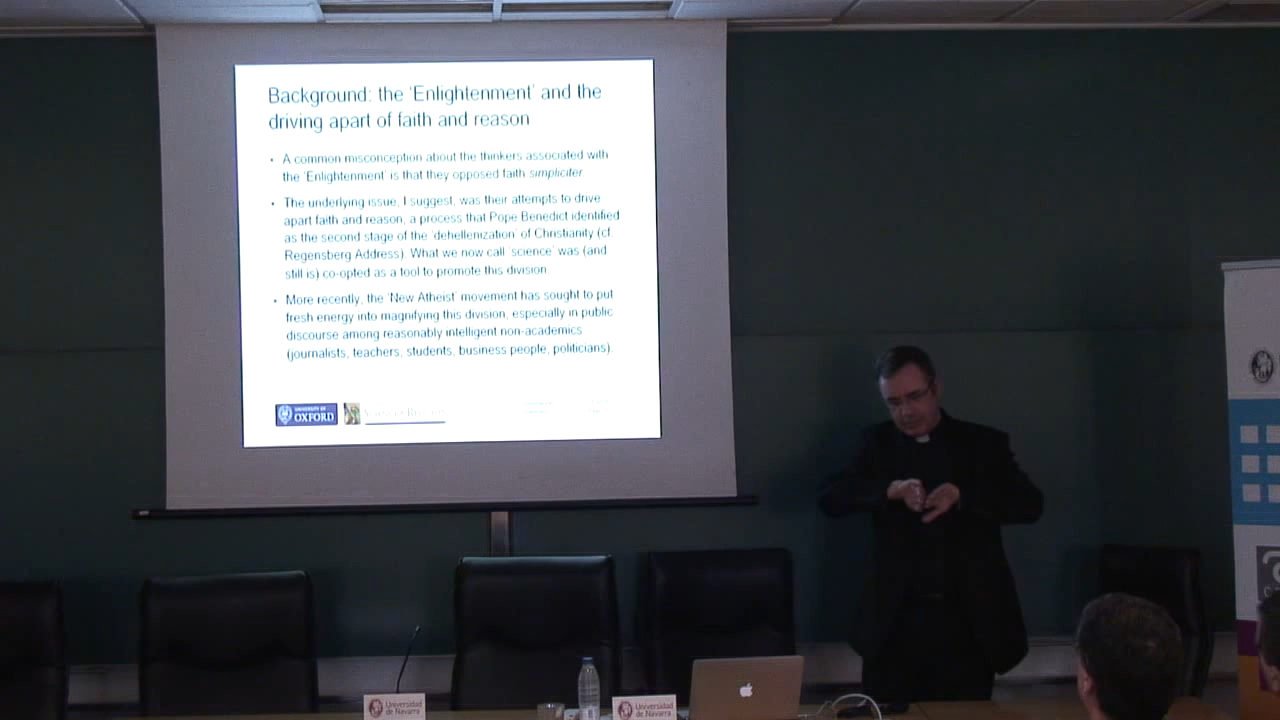 Background: the ‘Enlightenment’ and the
driving apart of faith and reason
• A common misconception about the thinkers associated with
the ‘Enlightenment’ is that they opposed faith simpliciter.
• The underlying issue, I suggest, was their attempts to drive
apart faith and reason, a process that Pope Benedict identified
as the second stage of the ‘dehellenization’ of Christianity (cf
Regensberg Address). What we now call ‘science’ was (and
still is) co-opted as a tool to promote this division.
• More recently, the ‘New Atheist’ movement has sought to put
fresh energy into magnifying this division, especially in public
discourse among reasonably intelligent non-academics
(journalists, teachers, students, business people, politicians).
UNIVERSITY OF
OXFORD
Universidad
de Navarra
Universidad
de Navarra